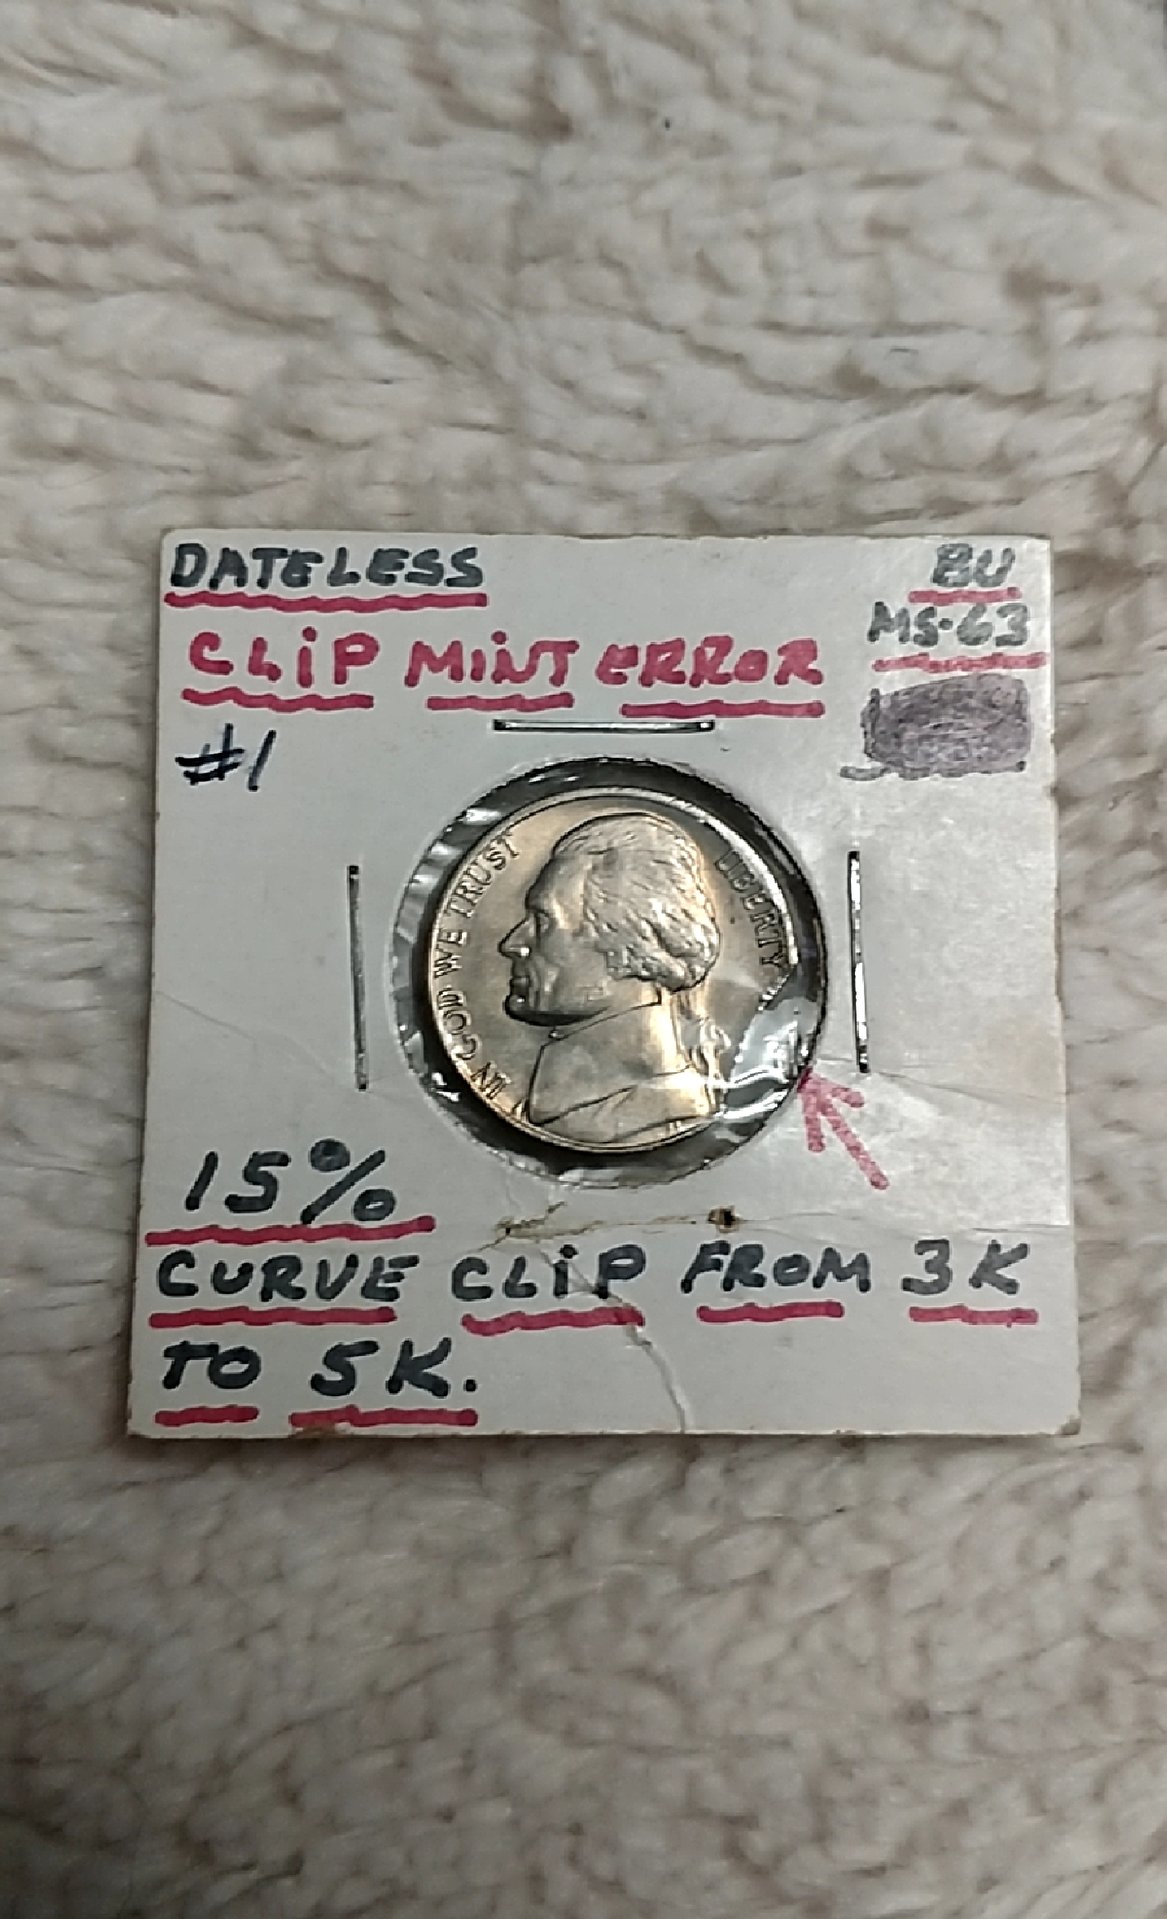 DATELESS
BU
MS-63
CLiP MiNT ERROR
#1
IN GOD WE TRUST
LIBERTY
15%
CURVE CLiP FROM 3K
TO 5K.